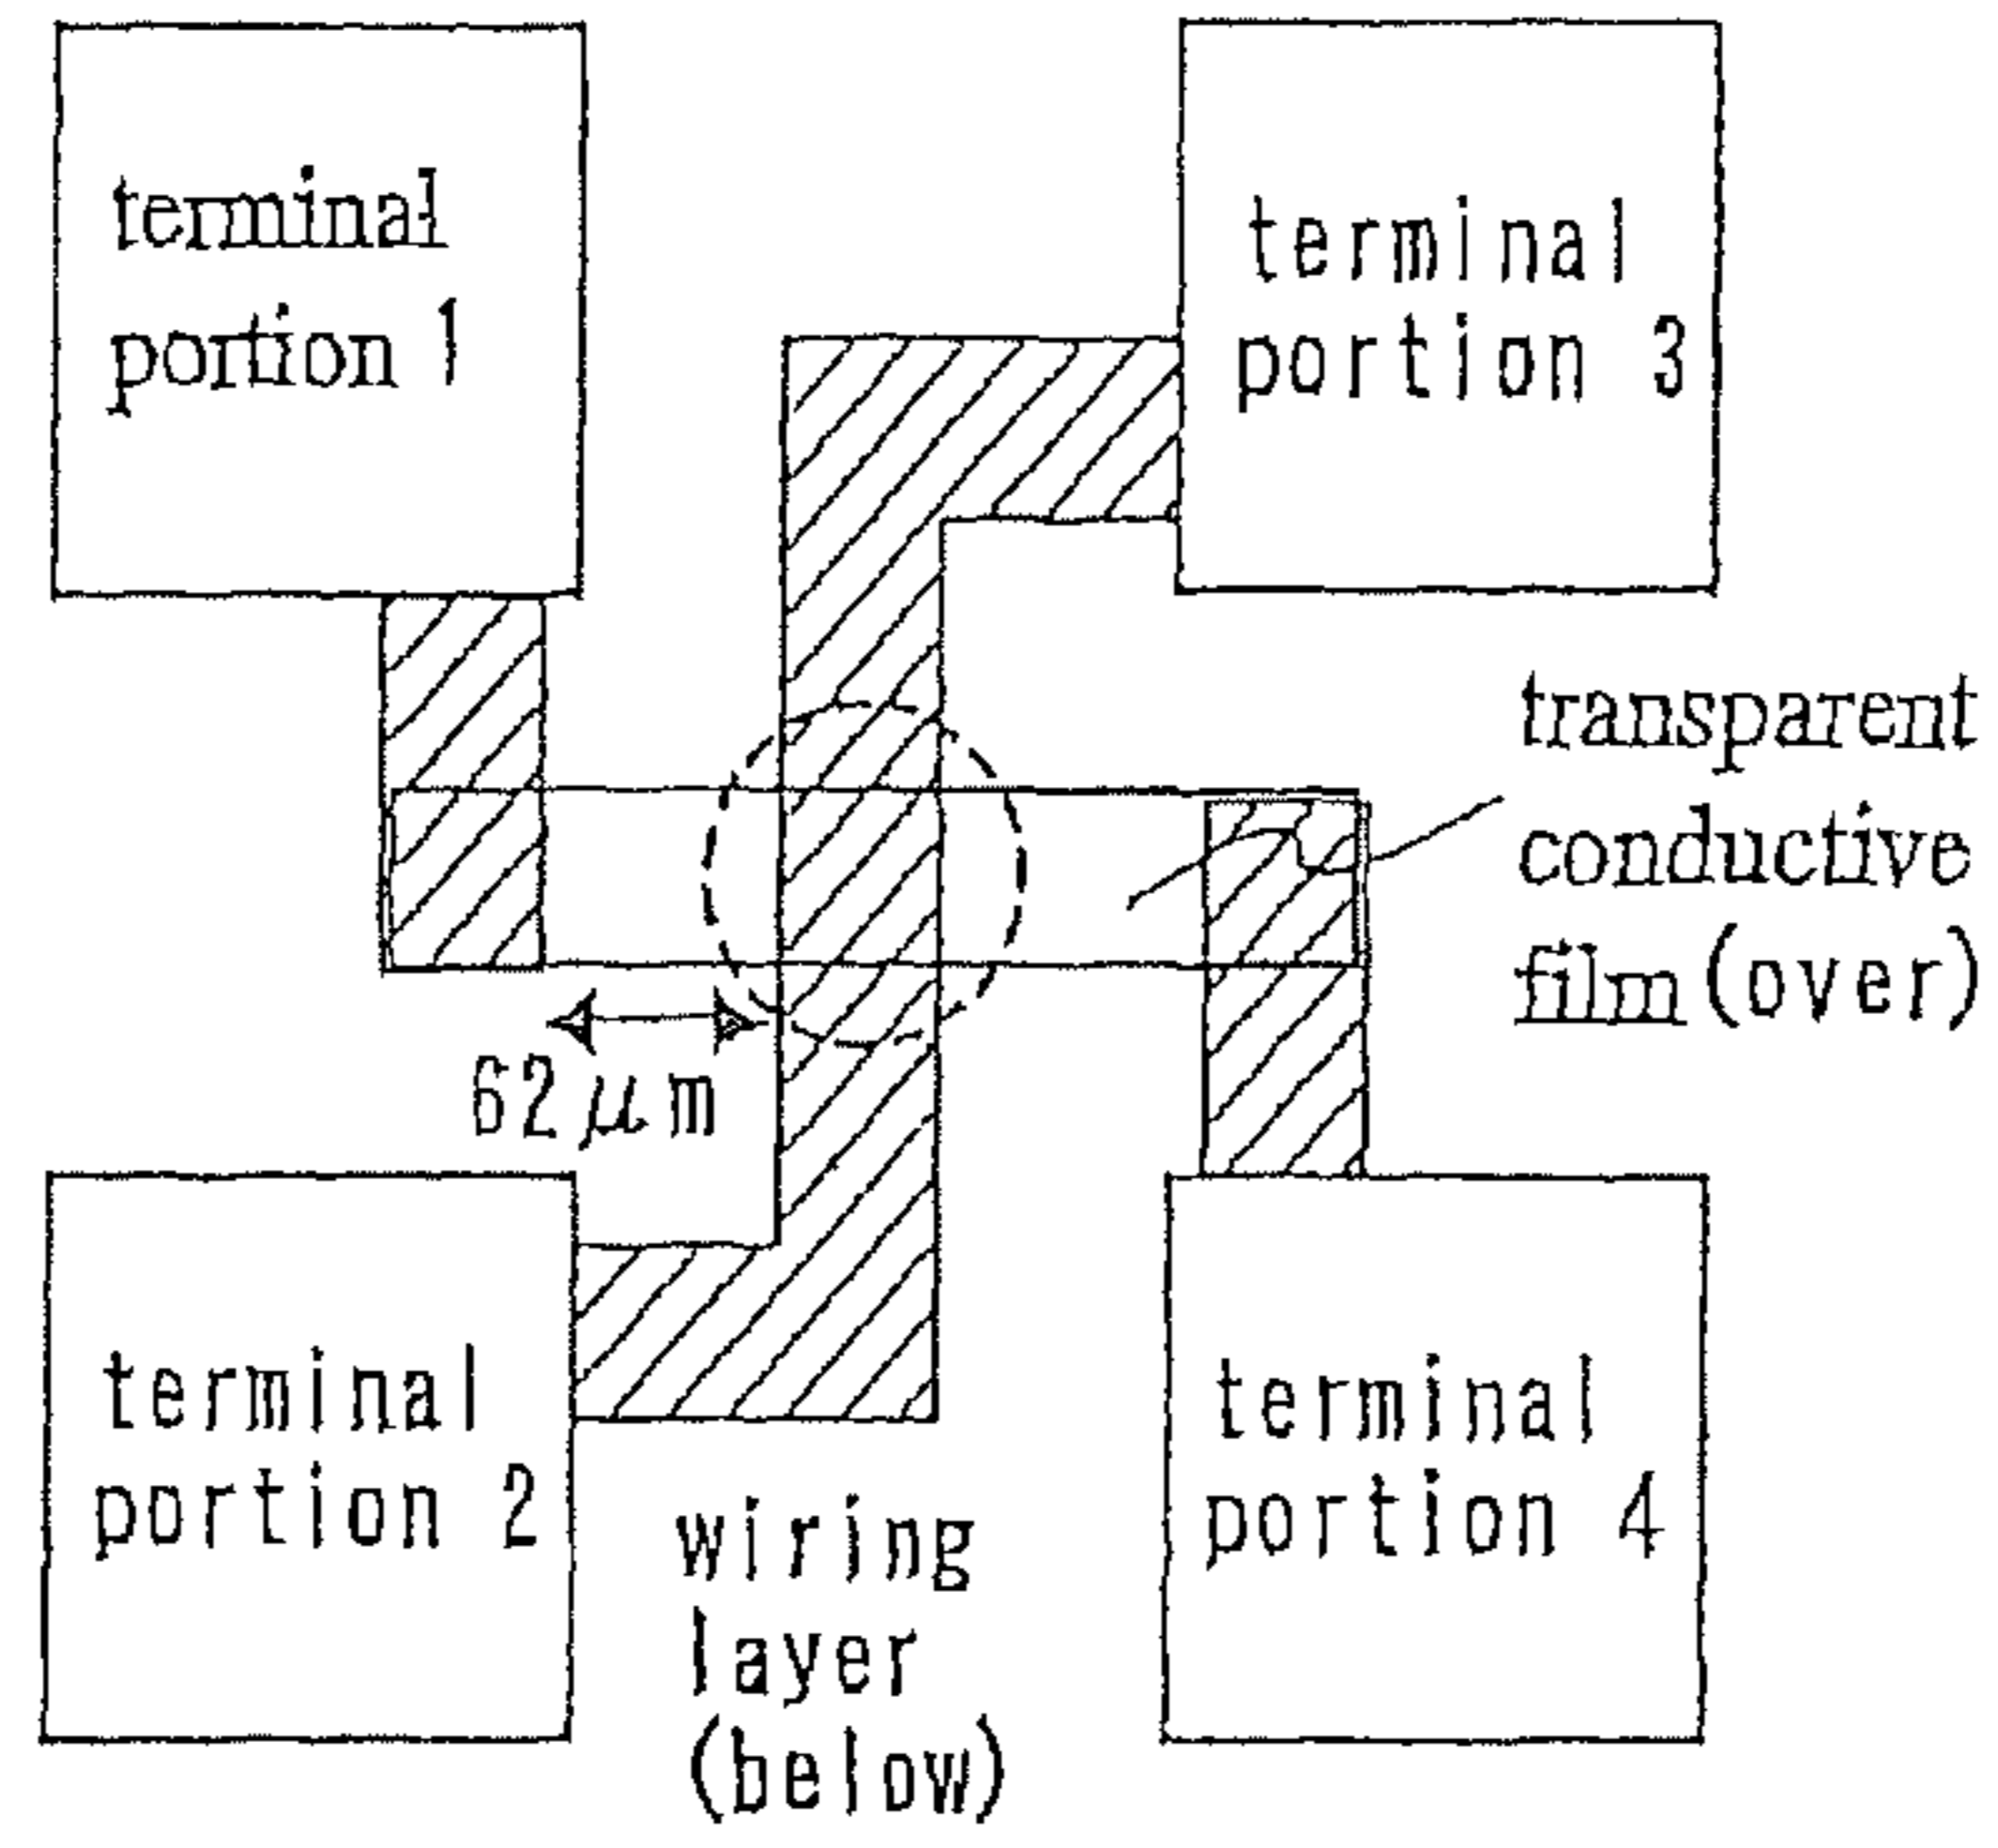 terminal
portion 1
terminal
portion 3
transparent
conductive
film (over)
62 μm
terminal
portion 2
terminal
portion 4
wiring
layer
(below)